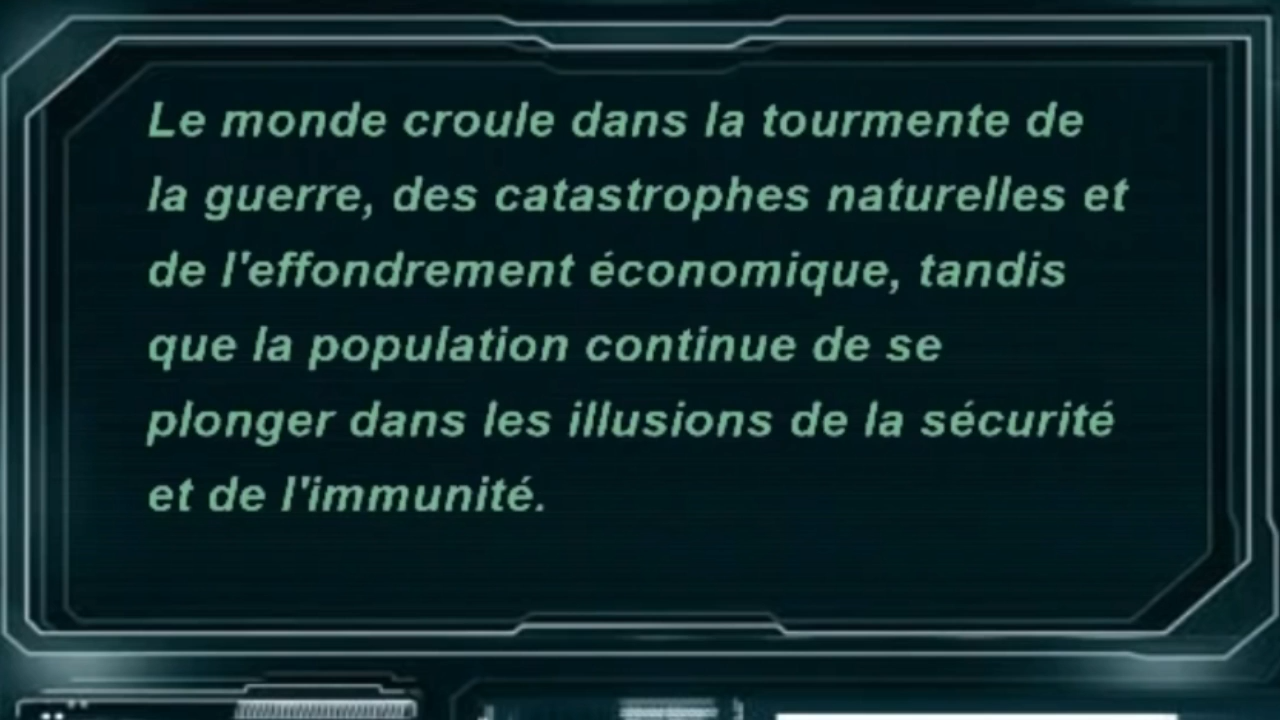 Le monde croule dans la tourmente de
la guerre, des catastrophes naturelles et
de l'effondrement économique, tandis
que la population continue de se
plonger dans les illusions de la sécurité
et de l'immunité.